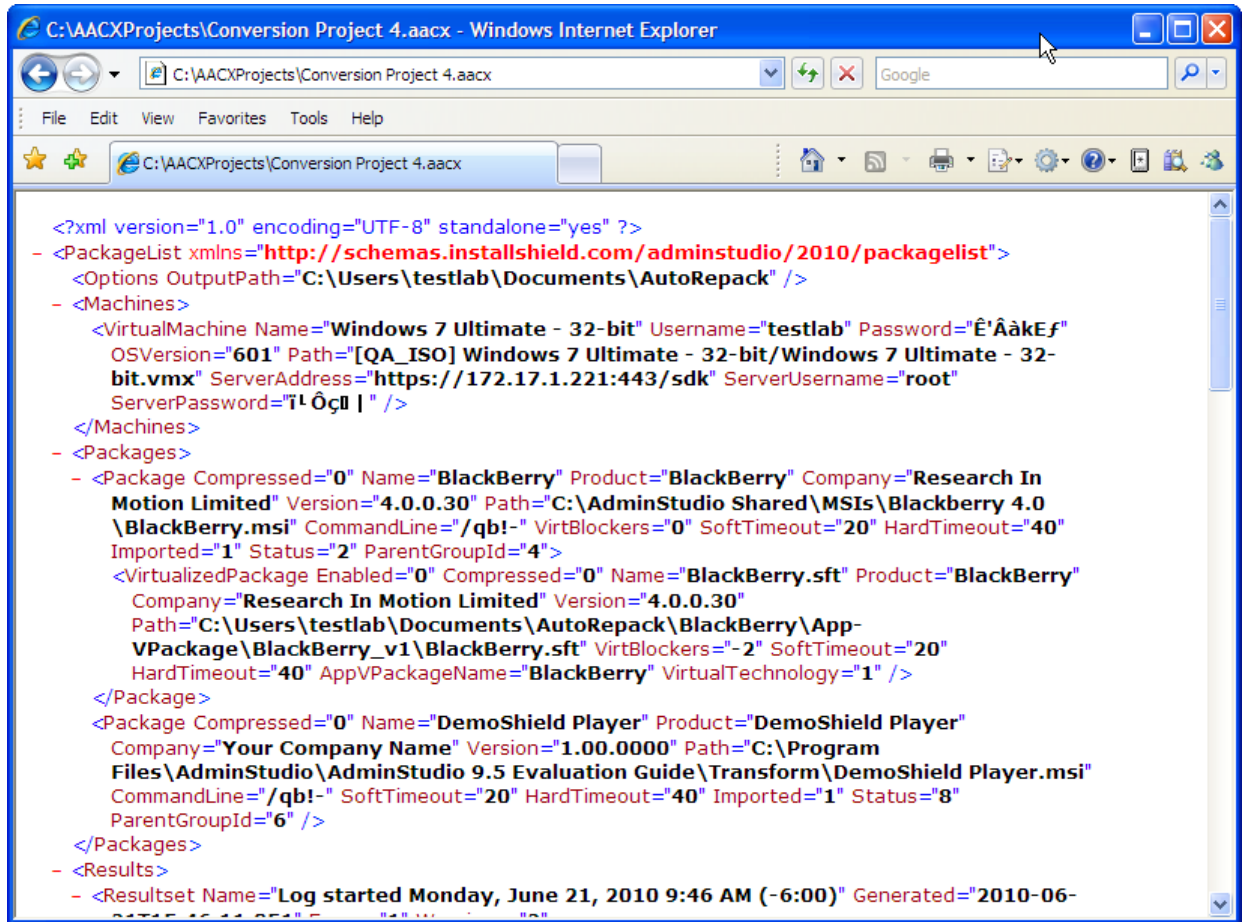 C:\AACXProjects\Conversion Project 4.aacx - Windows Internet Explorer
C:\AACXProjects\Conversion Project 4.aacx
Google
File Edit View Favorites Tools Help
C:\AACXProjects\Conversion Project 4.aacx
<?xml version="1.0" encoding="UTF-8" standalone="yes" ?>
- <PackageList xmlns="http://schemas.installshield.com/adminstudio/2010/packagelist">
<Options OutputPath="C:\Users\testlab\Documents\AutoRepack" />
- <Machines>
<VirtualMachine Name="Windows 7 Ultimate - 32-bit" Username="testlab" Password="Ê'ÂàkEƒ"
OSVersion="601" Path="[QA_ISO] Windows 7 Ultimate - 32-bit/Windows 7 Ultimate - 32-
bit.vmx" ServerAddress="https://172.17.1.221:443/sdk" ServerUsername="root"
ServerPassword=" " />
</Machines>
- <Packages>
- <Package Compressed="0" Name="BlackBerry" Product="BlackBerry" Company="Research In
Motion Limited" Version="4.0.0.30" Path="C:\AdminStudio Shared\MSIs\Blackberry 4.0
\BlackBerry.msi" CommandLine="/qb!-" VirtBlockers="0" SoftTimeout="20" HardTimeout="40"
Imported="1" Status="2" ParentGroupId="4">
<VirtualizedPackage Enabled="0" Compressed="0" Name="BlackBerry.sft" Product="BlackBerry"
Company="Research In Motion Limited" Version="4.0.0.30"
Path="C:\Users\testlab\Documents\AutoRepack\BlackBerry\App-
VPackage\BlackBerry_v1\BlackBerry.sft" VirtBlockers="-2" SoftTimeout="20"
HardTimeout="40" AppVPackageName="BlackBerry" VirtualTechnology="1" />
</Package>
<Package Compressed="0" Name="DemoShield Player" Product="DemoShield Player"
Company="Your Company Name" Version="1.00.0000" Path="C:\Program
Files\AdminStudio\AdminStudio 9.5 Evaluation Guide\Transform\DemoShield Player.msi"
CommandLine="/qb!-" SoftTimeout="20" HardTimeout="40" Imported="1" Status="8"
ParentGroupId="6" />
</Packages>
- <Results>
- <Resultset Name="Log started Monday, June 21, 2010 9:46 AM (-6:00)" Generated="2010-06-